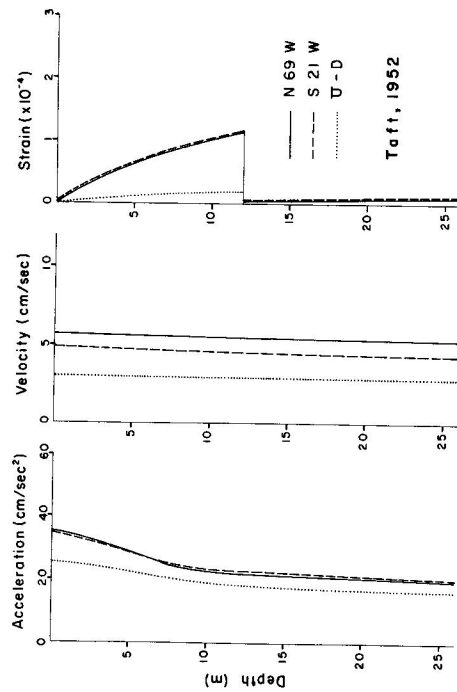 Acceleration (cm/sec²)
0 20 40 60
Velocity (cm/sec)
0 5 10
Strain (×10⁻⁴)
0 1 2 3
Depth (m)
5
10
15
20
25
5
10
15
20
25
5
10
15
20
25
N 69 W
S 21 W
U - D
Taft, 1952